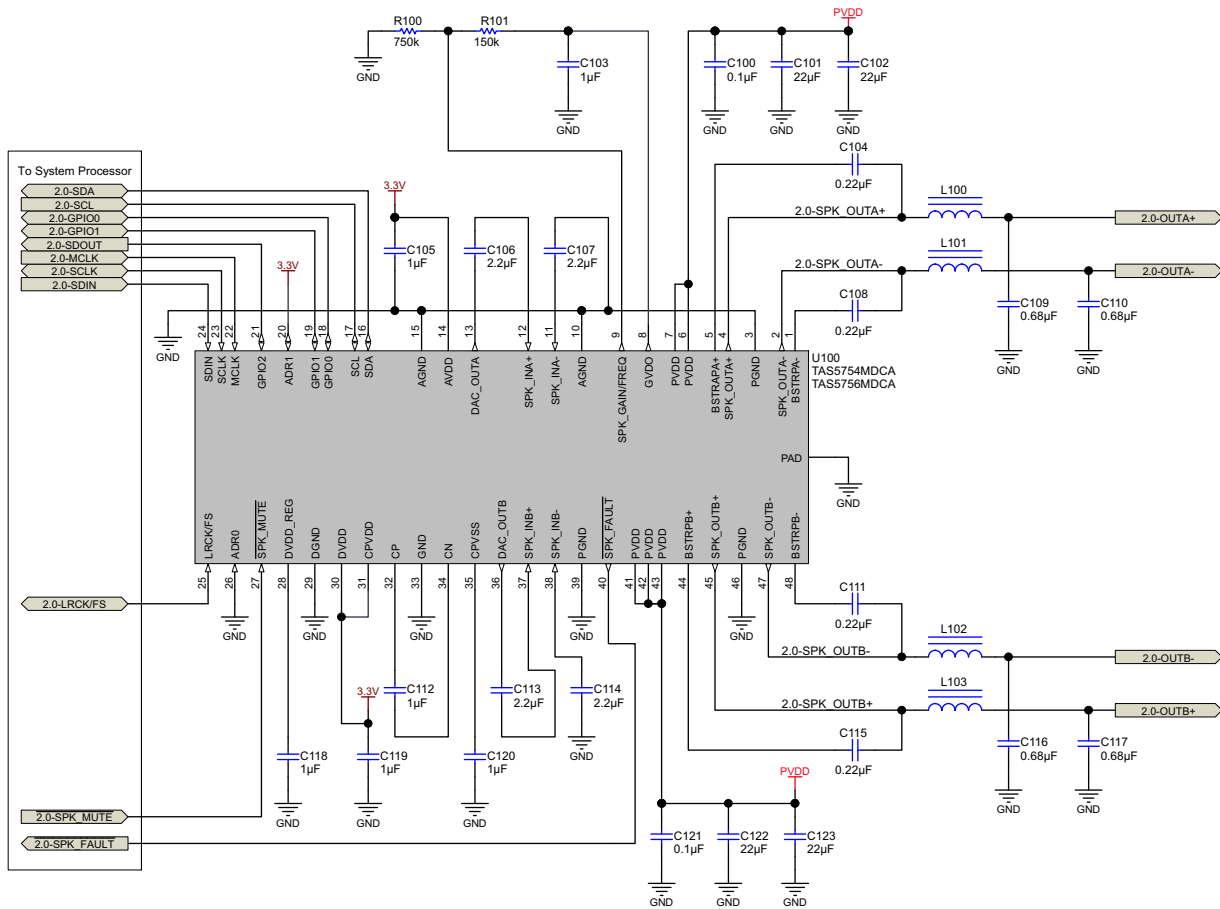 PVDD
R100
750k
R101
150k
GND
C103
1µF
GND
C100
0.1µF
C101
22µF
C102
22µF
GND
GND
GND
To System Processor
2.0-SDA
2.0-SCL
2.0-GPIO0
2.0-GPIO1
2.0-SDOUT
2.0-MCLK
2.0-SCLK
2.0-SDIN
3.3V
3.3V
C105
1µF
C106
2.2µF
C107
2.2µF
C104
0.22µF
2.0-SPK_OUTA+
L100
2.0-OUTA+
2.0-SPK_OUTA-
L101
2.0-OUTA-
C108
0.22µF
C109
0.68µF
C110
0.68µF
GND
GND
GND
24
23
22
21
20
19
18
17
16
15
14
13
12
11
10
9
8
7
6
5
4
3
2
1
SDIN
SCLK
MCLK
GPIO2
ADR1
GPIO1
GPIO0
SCL
SDA
AGND
AVDD
DAC_OUTA
SPK_INA+
SPK_INA-
AGND
SPK_GAIN/FREQ
GVDO
PVDD
PVDD
BSTRAPA+
SPK_OUTA+
PGND
SPK_OUTA-
BSTRPA-
U100
TAS5754MDCA
TAS5756MDCA
PAD
GND
LRCK/FS
ADR0
SPK_MUTE
DVDD_REG
DGND
DVDD
CPVDD
CP
GND
CN
CPVSS
DAC_OUTB
SPK_INB+
SPK_INB-
PGND
SPK_FAULT
PVDD
PVDD
PVDD
BSTRPB+
SPK_OUTB+
PGND
SPK_OUTB-
BSTRPB-
25
26
27
28
29
30
31
32
33
34
35
36
37
38
39
40
41
42
43
44
45
46
47
48
2.0-LRCK/FS
GND
GND
GND
GND
GND
C111
0.22µF
2.0-SPK_OUTB-
L102
2.0-OUTB-
2.0-SPK_OUTB+
L103
2.0-OUTB+
C115
0.22µF
C116
0.68µF
C117
0.68µF
GND
GND
3.3V
C112
1µF
C113
2.2µF
C114
2.2µF
GND
C118
1µF
C119
1µF
C120
1µF
GND
GND
GND
PVDD
2.0-SPK_MUTE
2.0-SPK_FAULT
C121
0.1µF
C122
22µF
C123
22µF
GND
GND
GND